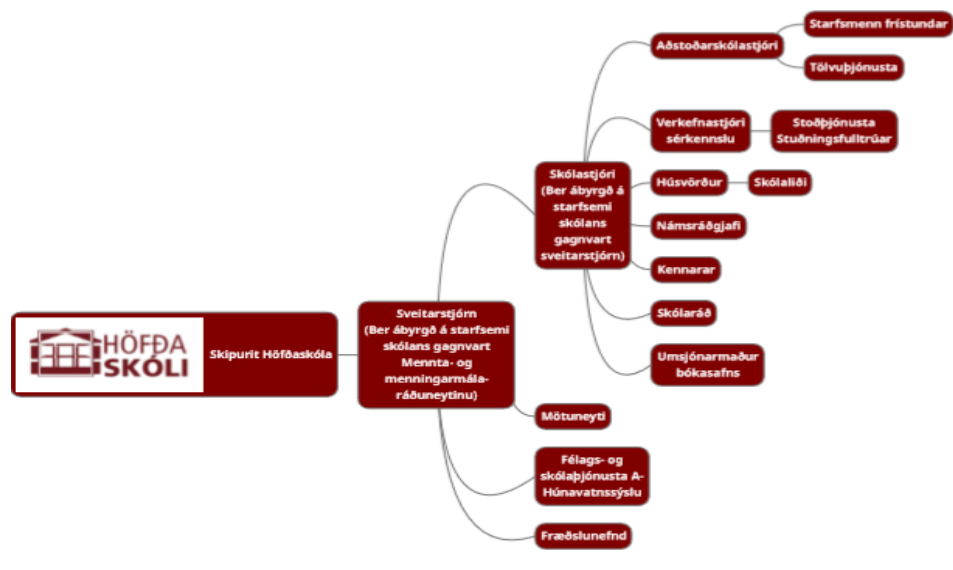 HÖFÐA
SKÓLI
Skipurit Höfðaskóla
Sveitarstjórn
(Ber ábyrgð á starfsemi
skólans gagnvart
Mennta- og
menningarmála-
ráðuneytinu)
Skólastjóri
(Ber ábyrgð á
starfsemi
skólans
gagnvart
sveitarstjórn)
Aðstoðarskólastjóri
Starfsmenn frístundar
Tölvuþjónusta
Verkefnastjóri
sérkennslu
Stoðþjónusta
Stuðningsfulltrúar
Húsvörður
Skólaliði
Námsráðgjafi
Kennarar
Skólaráð
Umsjónarmaður
bókasafns
Mötuneyti
Félags- og
skólaþjónusta A-
Húnavatnssýslu
Fræðslunefnd